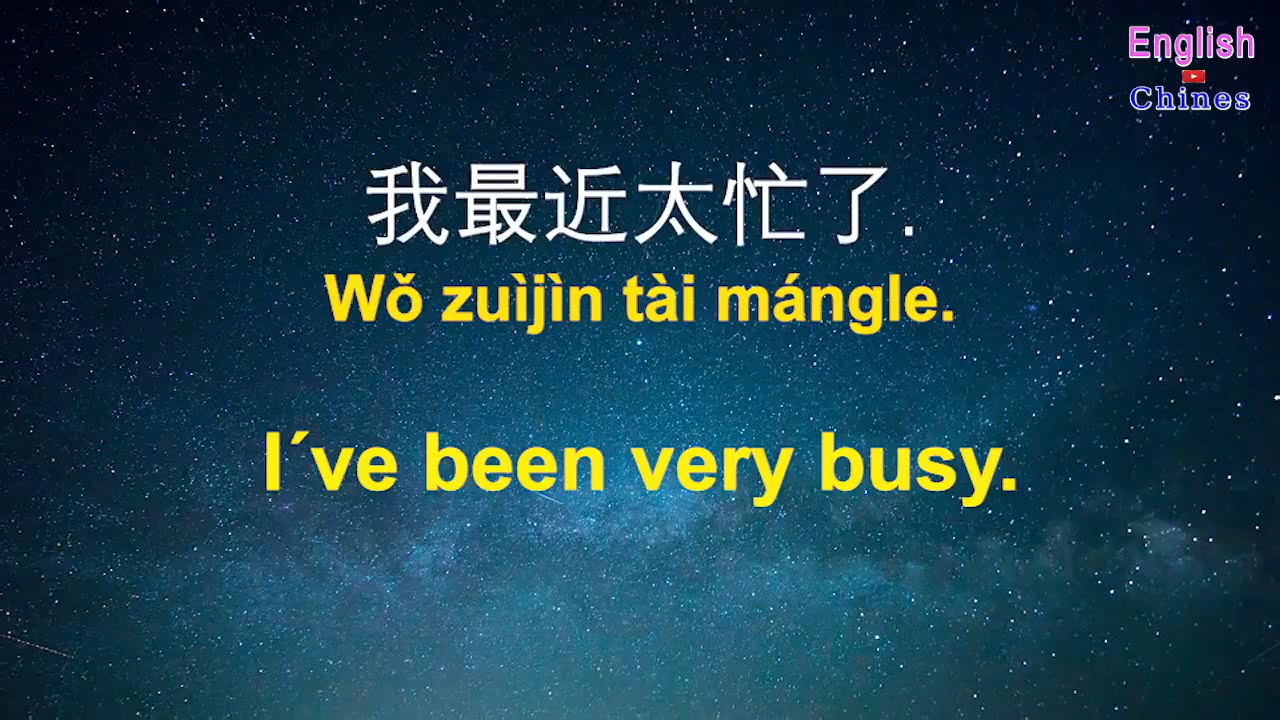 English
Chines
我最近太忙了.
Wǒ zuìjìn tài mángle.
I´ve been very busy.